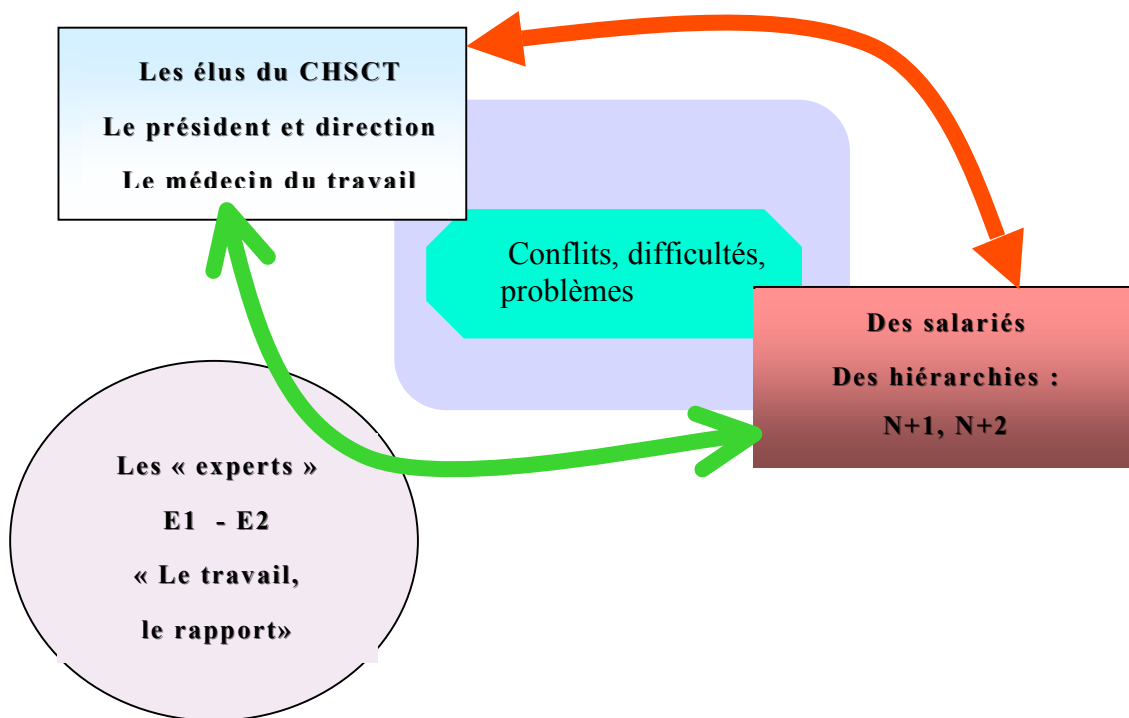 Les élus du CHSCT
Le président et direction
Le médecin du travail
Conflits, difficultés,
problèmes
Des salariés
Des hiérarchies :
N+1, N+2
Les « experts »
E1 - E2
« Le travail,
le rapport»